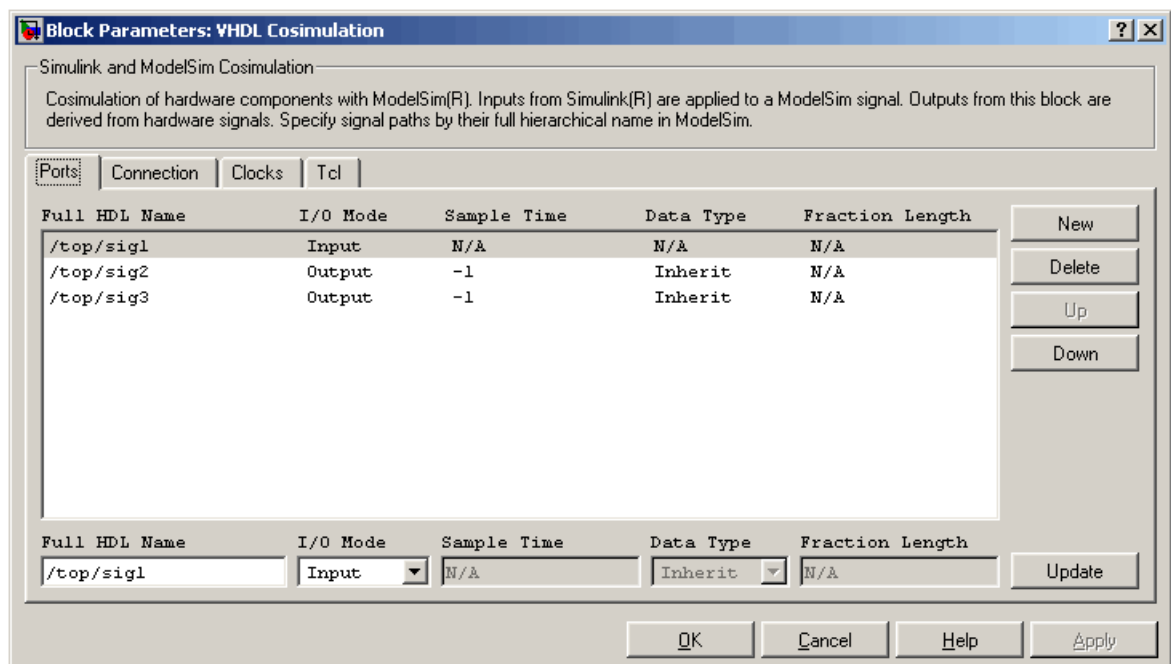 Block Parameters: VHDL Cosimulation
Simulink and ModelSim Cosimulation
Cosimulation of hardware components with ModelSim(R). Inputs from Simulink(R) are applied to a ModelSim signal. Outputs from this block are
derived from hardware signals. Specify signal paths by their full hierarchical name in ModelSim.
Ports Connection Clocks Tcl
Full HDL Name I/O Mode Sample Time Data Type Fraction Length New
/top/sig1 Input N/A N/A N/A
/top/sig2 Output -1 Inherit N/A Delete
/top/sig3 Output -1 Inherit N/A
Up
Down
Full HDL Name I/O Mode Sample Time Data Type Fraction Length
/top/sig1 Input N/A Inherit N/A Update
OK Cancel Help Apply